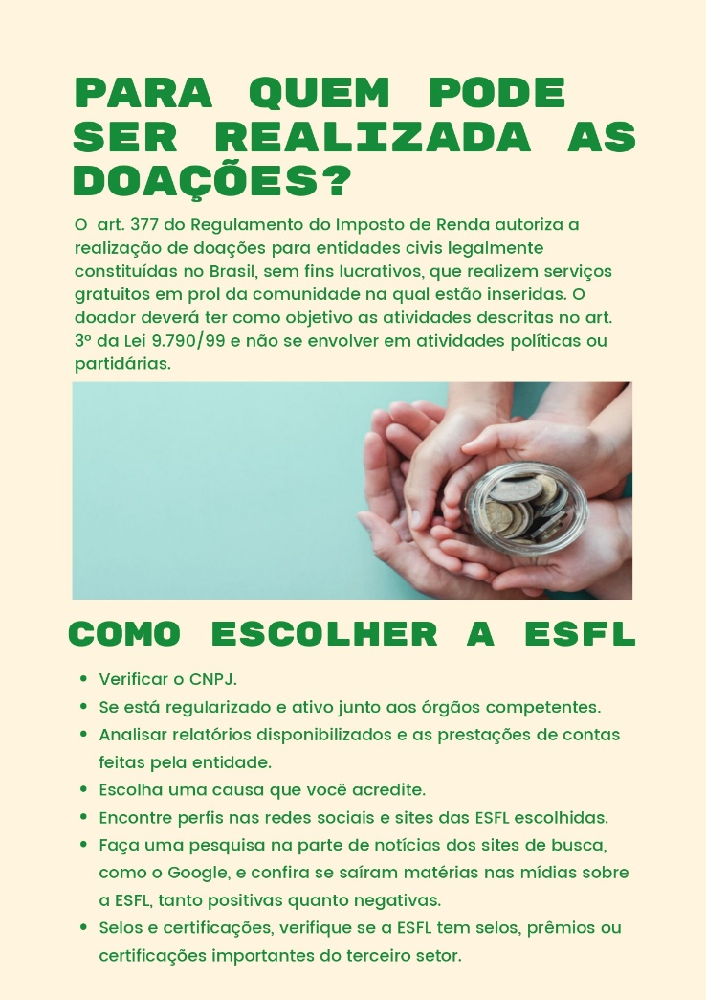 PARA QUEM PODE
SER REALIZADA AS
DOAÇÕES?
O art. 377 do Regulamento do Imposto de Renda autoriza a
realização de doações para entidades civis legalmente
constituídas no Brasil, sem fins lucrativos, que realizem serviços
gratuitos em prol da comunidade na qual estão inseridas. O
doador deverá ter como objetivo as atividades descritas no art.
3º da Lei 9.790/99 e não se envolver em atividades políticas ou
partidárias.
COMO ESCOLHER A ESFL
• Verificar o CNPJ.
• Se está regularizado e ativo junto aos órgãos competentes.
• Analisar relatórios disponibilizados e as prestações de contas
feitas pela entidade.
• Escolha uma causa que você acredite.
• Encontre perfis nas redes sociais e sites das ESFL escolhidas.
• Faça uma pesquisa na parte de notícias dos sites de busca,
como o Google, e confira se saíram matérias nas mídias sobre
a ESFL, tanto positivas quanto negativas.
• Selos e certificações, verifique se a ESFL tem selos, prêmios ou
certificações importantes do terceiro setor.